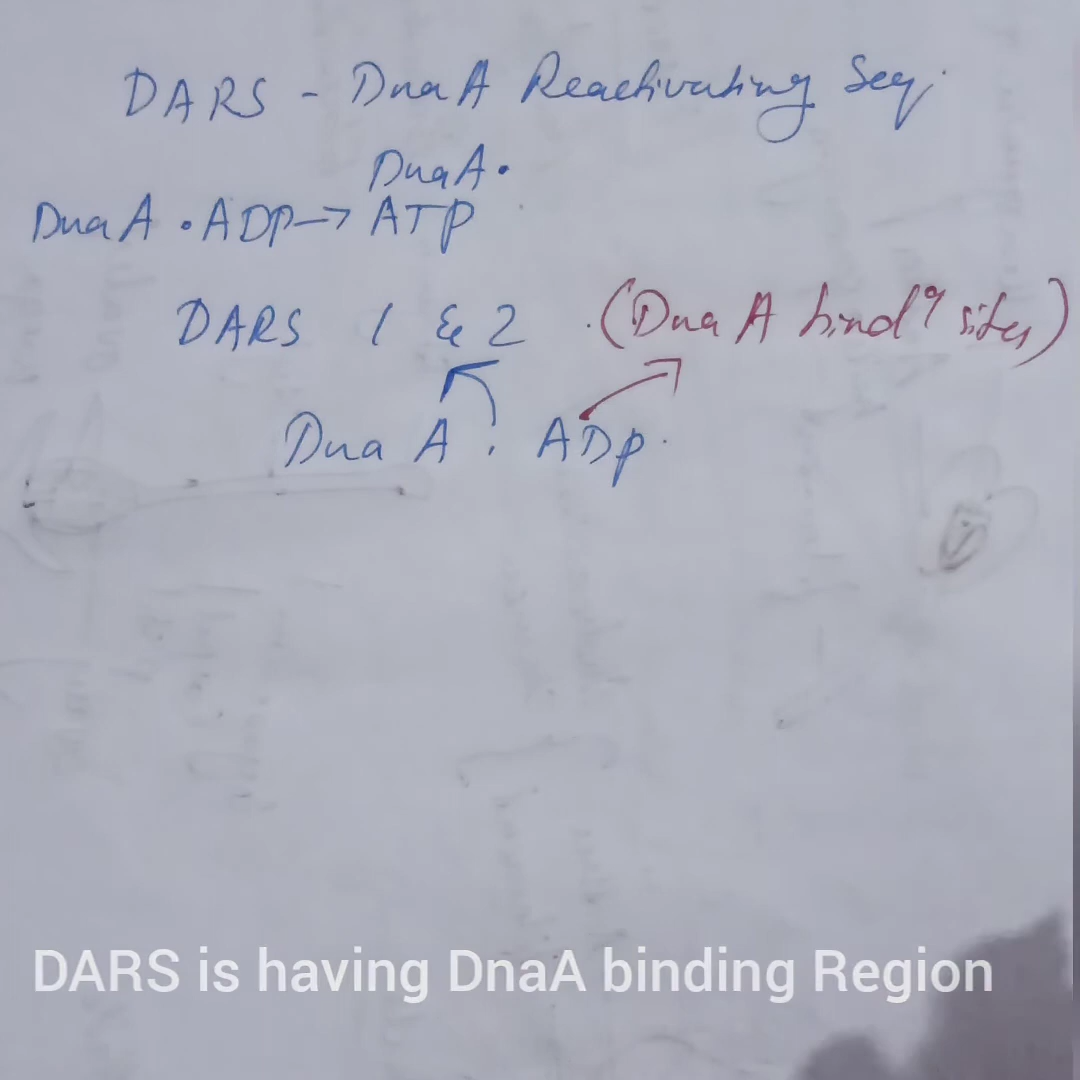 DARS - DnaA Reactivating Seq.
DnaA.
DnaA . ADP → ATP
DARS 1 & 2 (DnaA bindg sites)
DnaA . ADP.
DARS is having DnaA binding Region